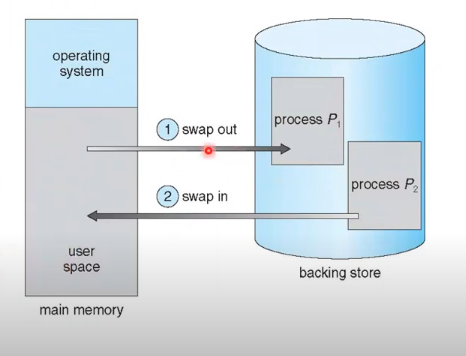 operating
system
1 swap out
process P1
process P2
2 swap in
user
space
backing store
main memory